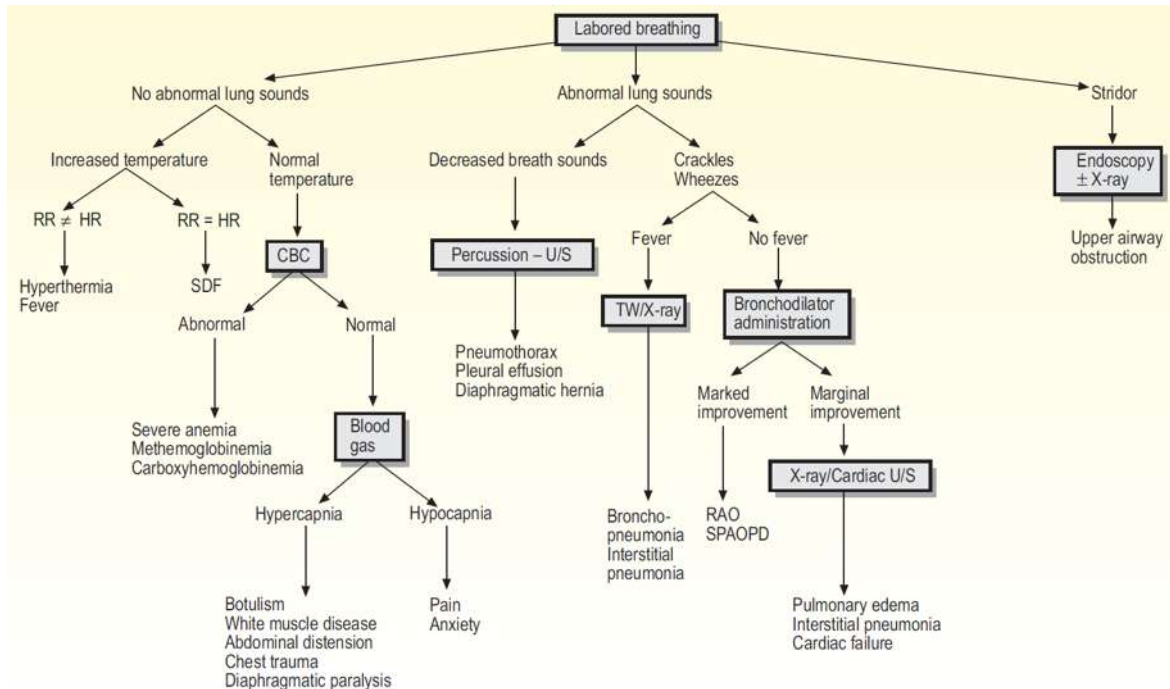 Labored breathing
No abnormal lung sounds
Abnormal lung sounds
Stridor
Increased temperature
Normal
temperature
Decreased breath sounds
Crackles
Wheezes
Endoscopy
± X-ray
RR ≠ HR
RR = HR
CBC
Percussion – U/S
Fever
No fever
Upper airway
obstruction
Hyperthermia
Fever
SDF
TW/X-ray
Bronchodilator
administration
Abnormal
Normal
Pneumothorax
Pleural effusion
Diaphragmatic hernia
Marked
improvement
Marginal
improvement
Severe anemia
Methemoglobinemia
Carboxyhemoglobinemia
Blood
gas
X-ray/Cardiac U/S
Hypercapnia
Hypocapnia
Broncho-
pneumonia
Interstitial
pneumonia
RAO
SPAOPD
Botulism
White muscle disease
Abdominal distension
Chest trauma
Diaphragmatic paralysis
Pain
Anxiety
Pulmonary edema
Interstitial pneumonia
Cardiac failure